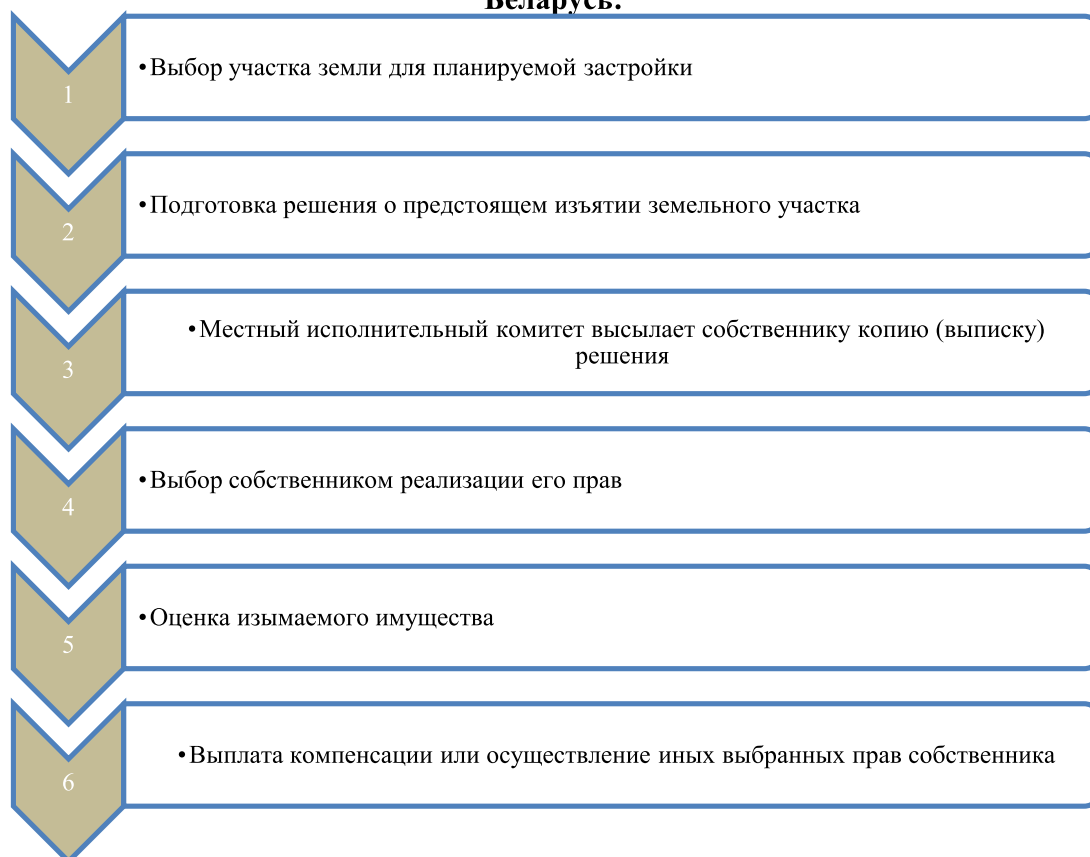 Беларусь.
1
•Выбор участка земли для планируемой застройки
2
•Подготовка решения о предстоящем изъятии земельного участка
3
•Местный исполнительный комитет высылает собственнику копию (выписку)
решения
4
•Выбор собственником реализации его прав
5
•Оценка изымаемого имущества
6
•Выплата компенсации или осуществление иных выбранных прав собственника